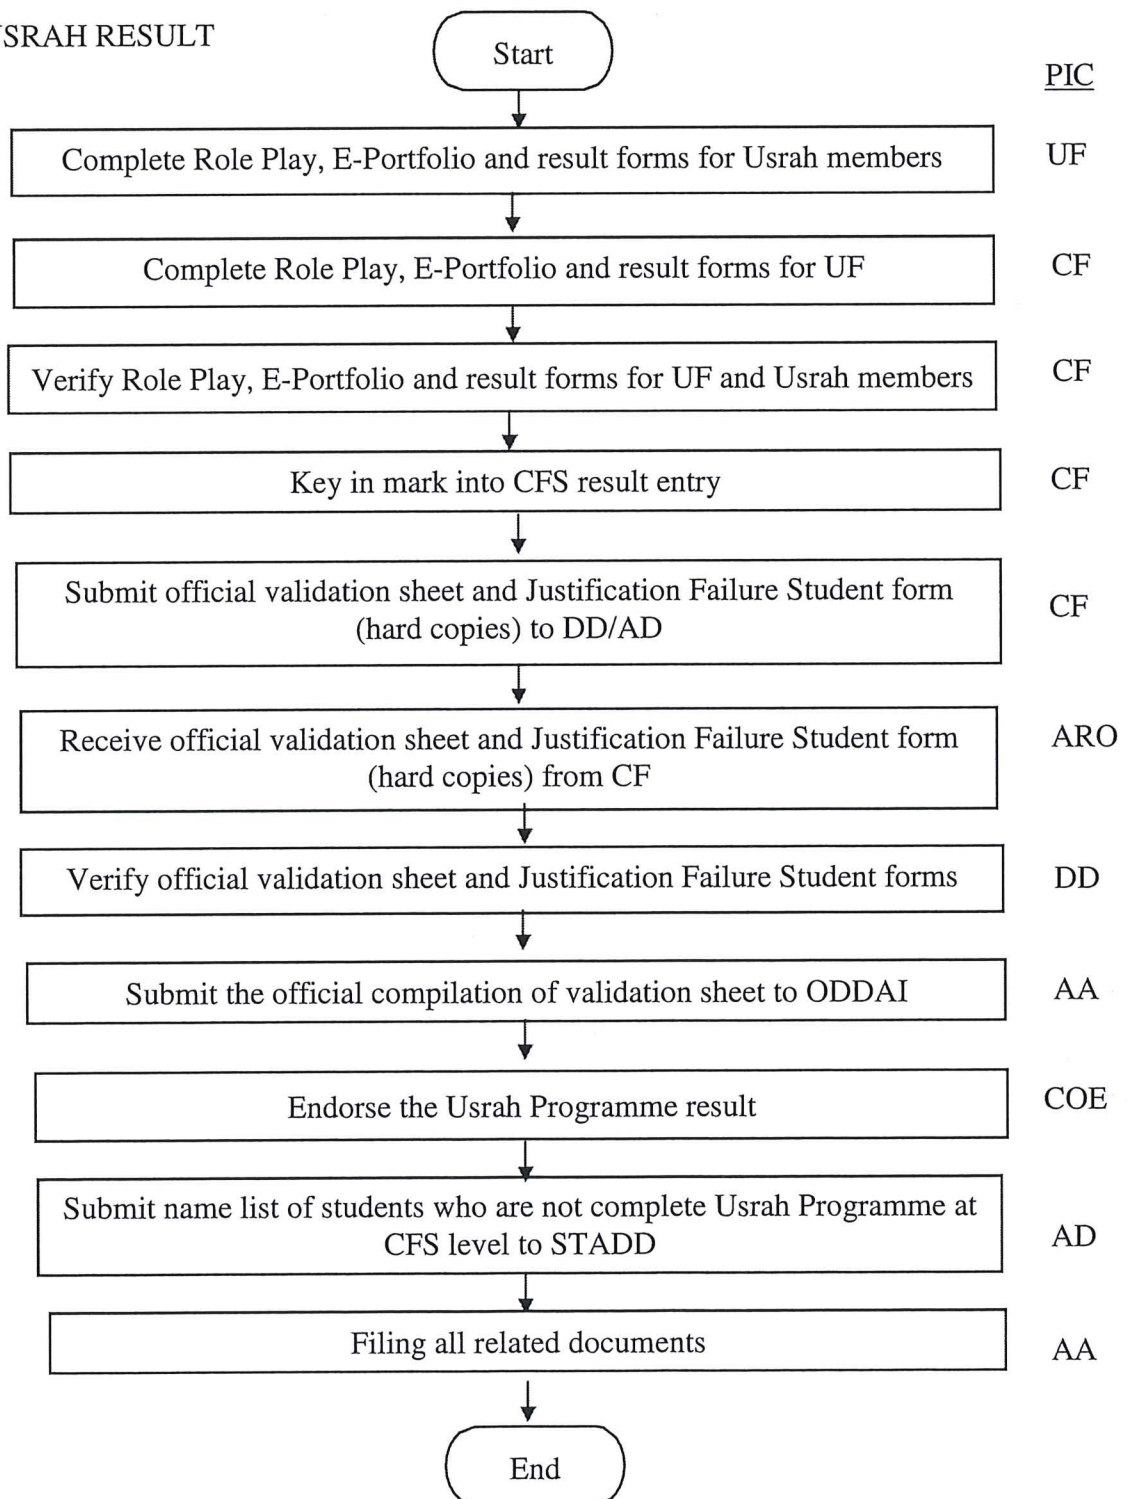 SRAH RESULT
Start
PIC
Complete Role Play, E-Portfolio and result forms for Usrah members
UF
Complete Role Play, E-Portfolio and result forms for UF
CF
Verify Role Play, E-Portfolio and result forms for UF and Usrah members
CF
Key in mark into CFS result entry
CF
Submit official validation sheet and Justification Failure Student form
(hard copies) to DD/AD
CF
Receive official validation sheet and Justification Failure Student form
(hard copies) from CF
ARO
Verify official validation sheet and Justification Failure Student forms
DD
Submit the official compilation of validation sheet to ODDAI
AA
Endorse the Usrah Programme result
COE
Submit name list of students who are not complete Usrah Programme at
CFS level to STADD
AD
Filing all related documents
AA
End